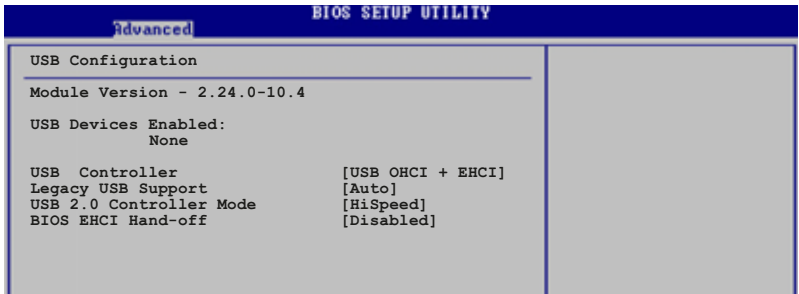 BIOS SETUP UTILITY
Advanced
USB Configuration
Module Version - 2.24.0-10.4
USB Devices Enabled:
None
USB Controller [USB OHCI + EHCI]
Legacy USB Support [Auto]
USB 2.0 Controller Mode [HiSpeed]
BIOS EHCI Hand-off [Disabled]